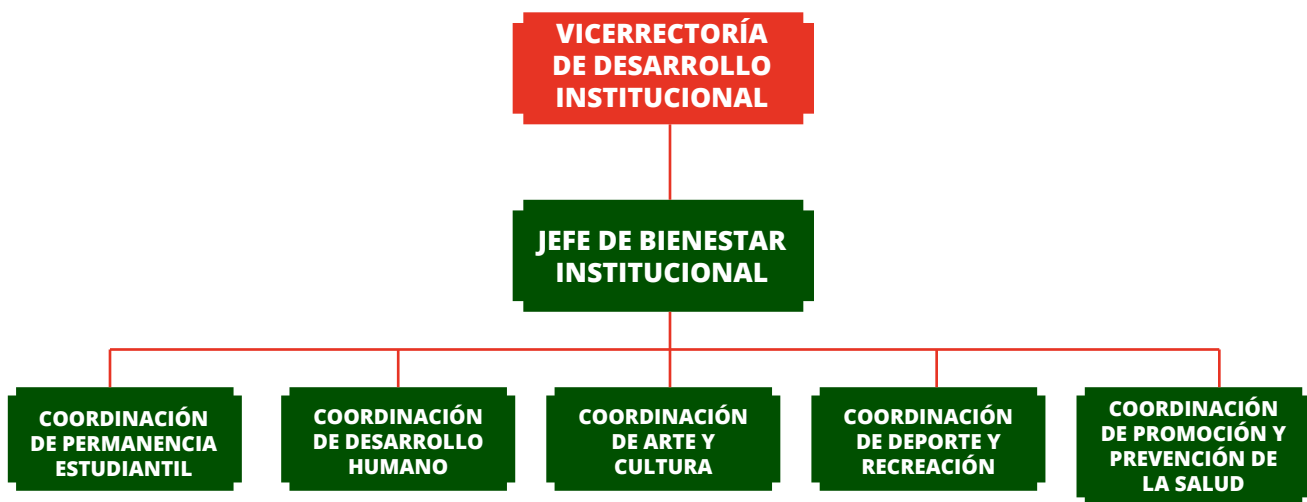 VICERRECTORÍA
DE DESARROLLO
INSTITUCIONAL
JEFE DE BIENESTAR
INSTITUCIONAL
COORDINACIÓN
DE PERMANENCIA
ESTUDIANTIL
COORDINACIÓN
DE DESARROLLO
HUMANO
COORDINACIÓN
DE ARTE Y
CULTURA
COORDINACIÓN
DE DEPORTE Y
RECREACIÓN
COORDINACIÓN
DE PROMOCIÓN Y
PREVENCIÓN DE
LA SALUD